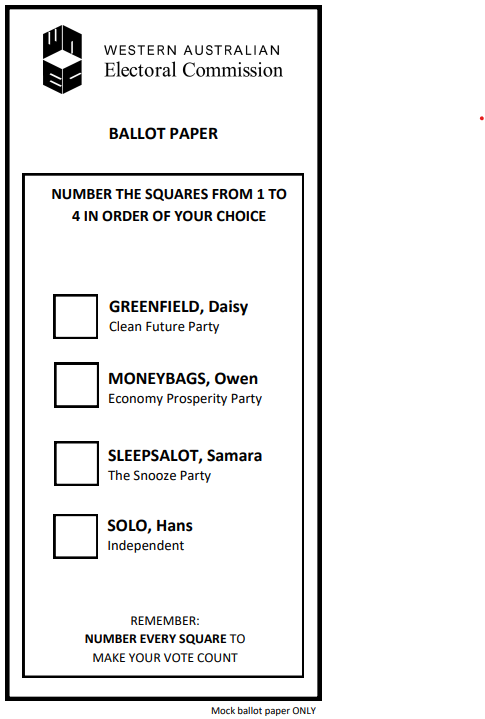 WAEC
WESTERN AUSTRALIAN
Electoral Commission
BALLOT PAPER
NUMBER THE SQUARES FROM 1 TO
4 IN ORDER OF YOUR CHOICE
GREENFIELD, Daisy
Clean Future Party
MONEYBAGS, Owen
Economy Prosperity Party
SLEEPSALOT, Samara
The Snooze Party
SOLO, Hans
Independent
REMEMBER:
NUMBER EVERY SQUARE TO
MAKE YOUR VOTE COUNT
Mock ballot paper ONLY